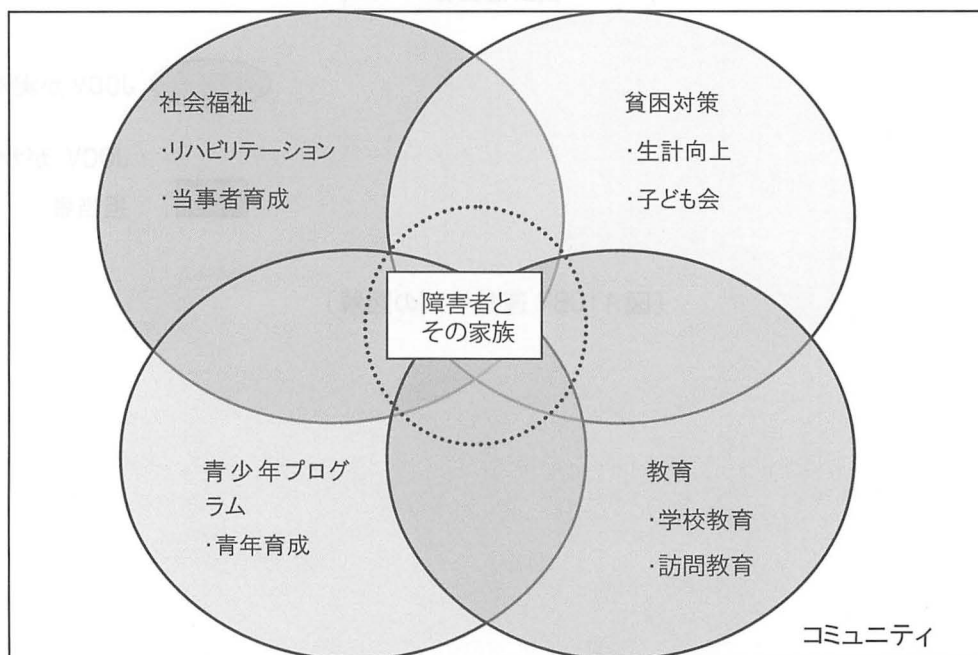 社会福祉
・リハビリテーション
・当事者育成
貧困対策
・生計向上
・子ども会
障害者と
その家族
青少年プログ
ラム
・青年育成
教育
・学校教育
・訪問教育
コミュニティ